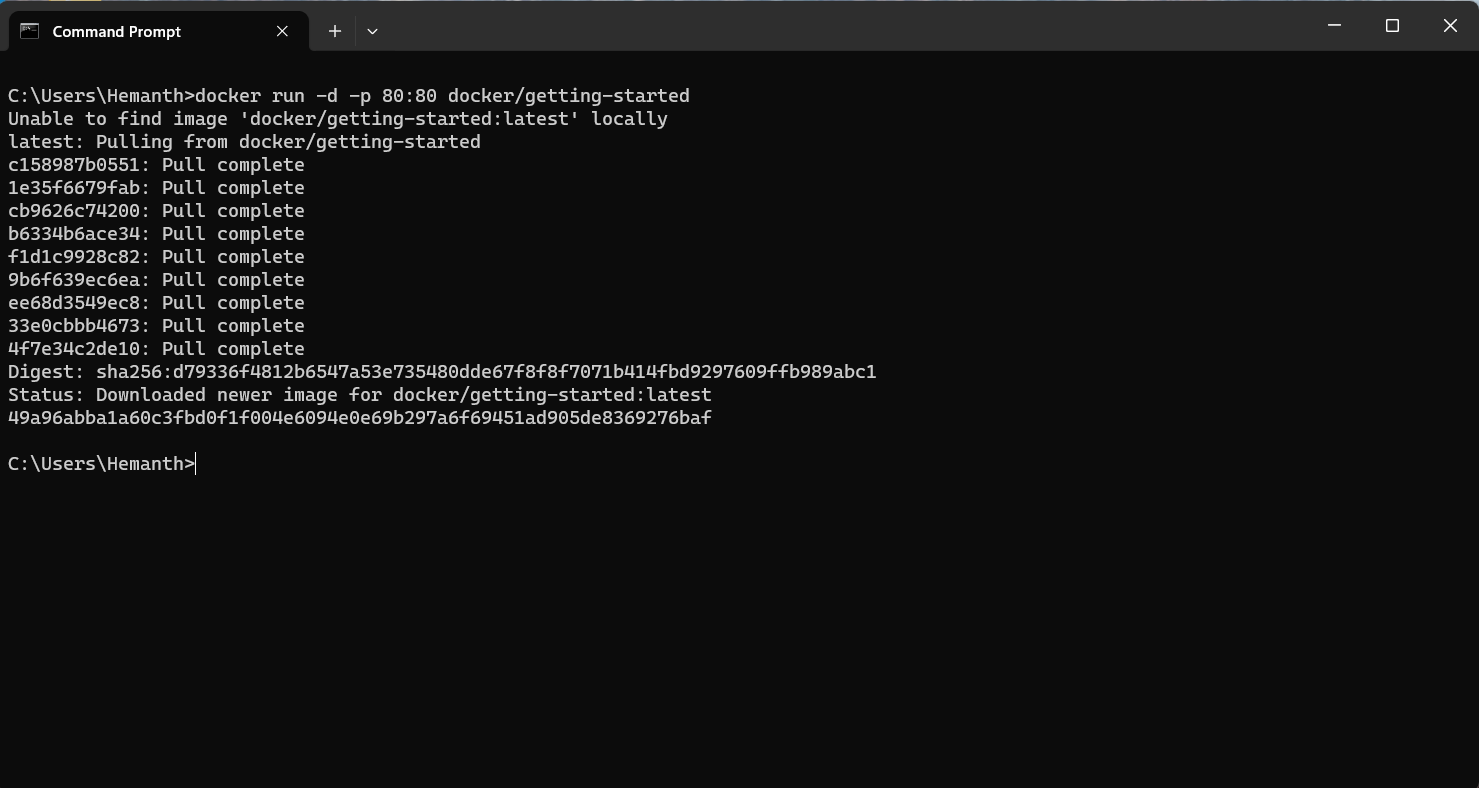 Command Prompt
C:\Users\Hemanth>docker run -d -p 80:80 docker/getting-started
Unable to find image 'docker/getting-started:latest' locally
latest: Pulling from docker/getting-started
c158987b0551: Pull complete
1e35f6679fab: Pull complete
cb9626c74200: Pull complete
b6334b6ace34: Pull complete
f1d1c9928c82: Pull complete
9b6f639ec6ea: Pull complete
ee68d3549ec8: Pull complete
33e0cbbb4673: Pull complete
4f7e34c2de10: Pull complete
Digest: sha256:d79336f4812b6547a53e735480dde67f8f8f7071b414fbd9297609ffb989abc1
Status: Downloaded newer image for docker/getting-started:latest
49a96abba1a60c3fbd0f1f004e6094e0e69b297a6f69451ad905de8369276baf
C:\Users\Hemanth>